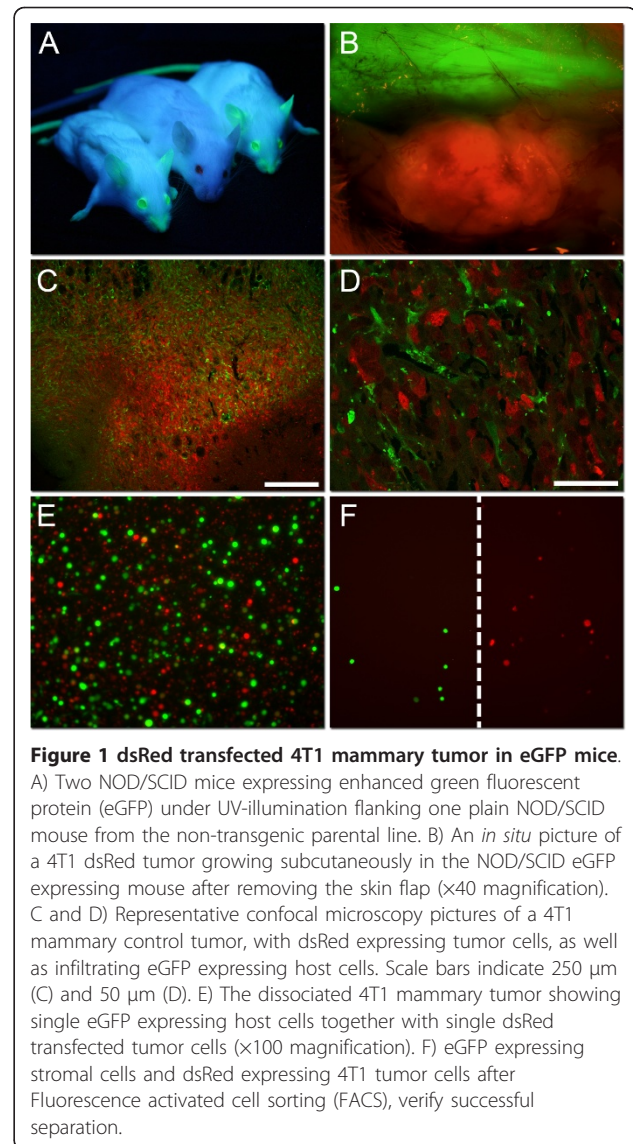 A
B
C
D
E
F
Figure 1 dsRed transfected 4T1 mammary tumor in eGFP mice.
A) Two NOD/SCID mice expressing enhanced green fluorescent
protein (eGFP) under UV-illumination flanking one plain NOD/SCID
mouse from the non-transgenic parental line. B) An in situ picture of
a 4T1 dsRed tumor growing subcutaneously in the NOD/SCID eGFP
expressing mouse after removing the skin flap (×40 magnification).
C and D) Representative confocal microscopy pictures of a 4T1
mammary control tumor, with dsRed expressing tumor cells, as well
as infiltrating eGFP expressing host cells. Scale bars indicate 250 μm
(C) and 50 μm (D). E) The dissociated 4T1 mammary tumor showing
single eGFP expressing host cells together with single dsRed
transfected tumor cells (×100 magnification). F) eGFP expressing
stromal cells and dsRed expressing 4T1 tumor cells after
Fluorescence activated cell sorting (FACS), verify successful
separation.